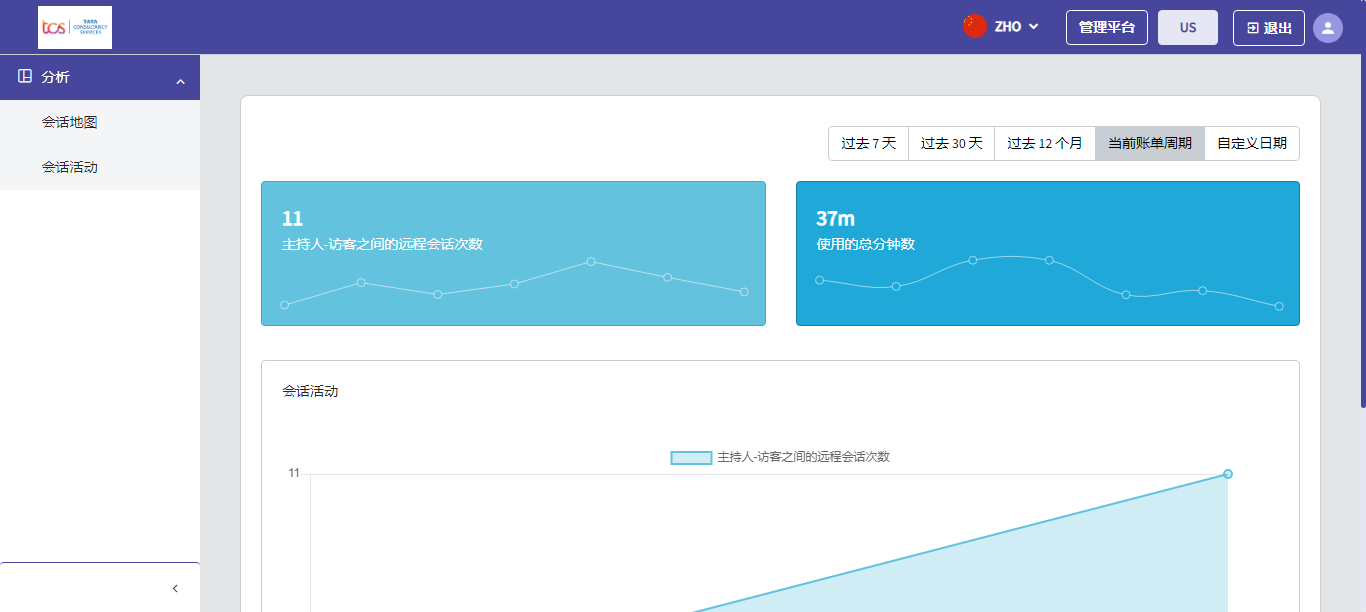 tcs
TATA
CONSULTANCY
SERVICES
ZHO
管理平台
US
退出
分析
会话地图
会话活动
过去 7 天
过去 30 天
过去 12 个月
当前账单周期
自定义日期
11
主持人-访客之间的远程会话次数
37m
使用的总分钟数
会话活动
主持人-访客之间的远程会话次数
11